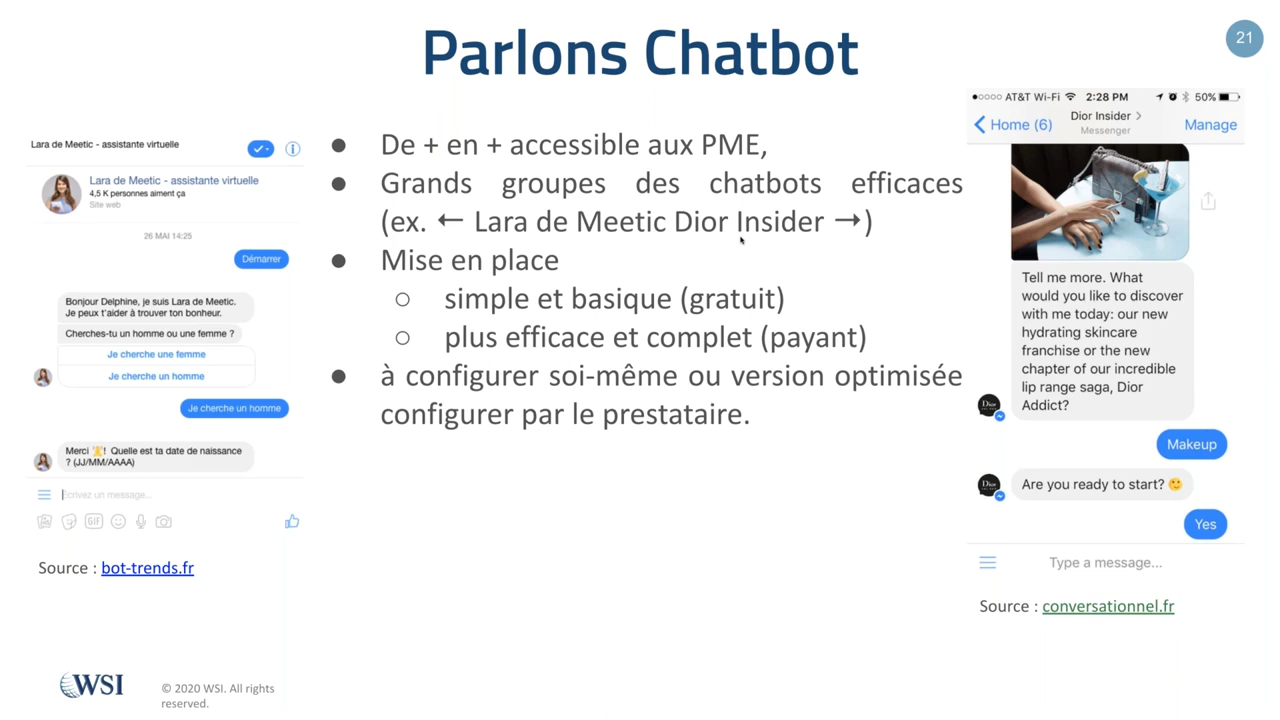 Parlons Chatbot
21
Lara de Meetic - assistante virtuelle
Lara de Meetic - assistante virtuelle
4,5 K personnes aiment ça
Site web
26 MAI 14:25
Démarrer
Bonjour Delphine, je suis Lara de Meetic.
Je peux t'aider à trouver ton bonheur.
Cherches-tu un homme ou une femme ?
Je cherche une femme
Je cherche un homme
Je cherche un homme
Merci ! Quelle est ta date de naissance
? (JJ/MM/AAAA)
Écrivez un message...
GIF
Source : bot-trends.fr
● De + en + accessible aux PME,
● Grands groupes des chatbots efficaces
(ex. ← Lara de Meetic Dior Insider →)
● Mise en place
○ simple et basique (gratuit)
○ plus efficace et complet (payant)
● à configurer soi-même ou version optimisée
configurer par le prestataire.
AT&T Wi-Fi 2:28 PM 50%
Home (6) Dior Insider > Manage
Messenger
Tell me more. What
would you like to discover
with me today: our new
hydrating skincare
franchise or the new
chapter of our incredible
lip range saga, Dior
Addict?
Dior
Makeup
Are you ready to start?
Dior
Yes
Type a message...
Source : conversationnel.fr
WSI
© 2020 WSI. All rights
reserved.